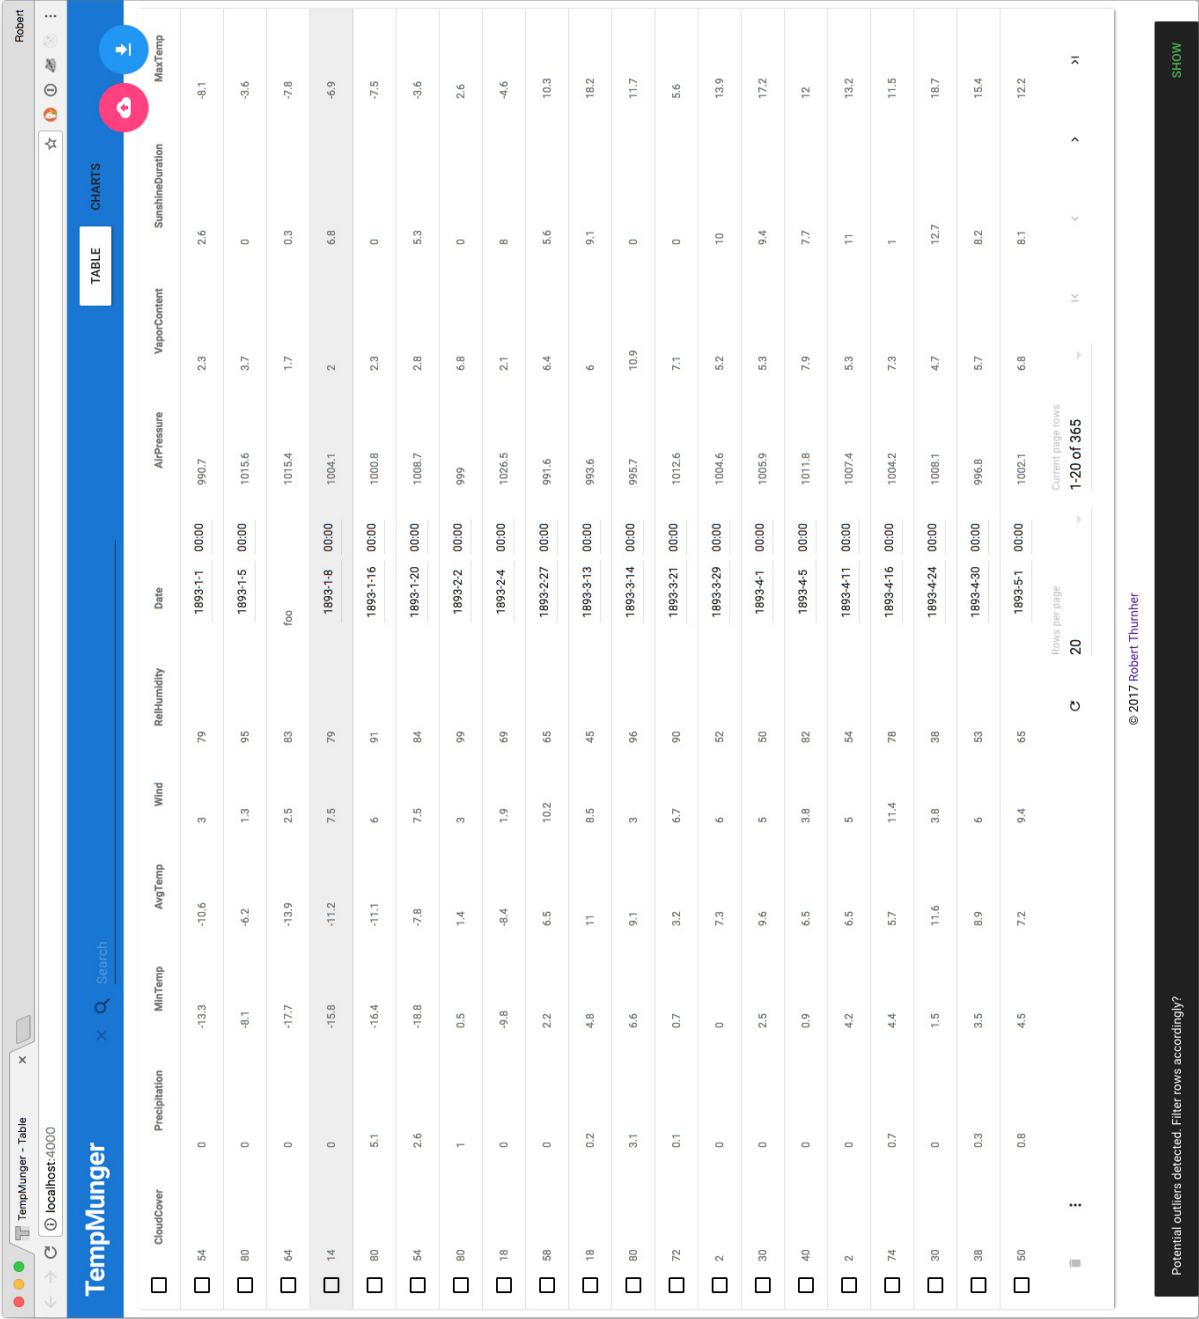 Robert
TempMunger - Table
localhost:4000
TempMunger
Search
TABLE
CHARTS
CloudCover Precipitation MinTemp AvgTemp Wind RelHumidity Date AirPressure VaporContent SunshineDuration MaxTemp
54 0 -13.3 -10.6 3 79 1893-1-1 00:00 990.7 2.3 2.6 -8.1
80 0 -8.1 -6.2 1.3 95 1893-1-5 00:00 1015.6 3.7 0 -3.6
64 0 -17.7 -13.9 2.5 83 foo 1015.4 1.7 0.3 -7.8
14 0 -15.8 -11.2 7.5 79 1893-1-8 00:00 1004.1 2 6.8 -6.9
80 5.1 -16.4 -11.1 6 91 1893-1-16 00:00 1000.8 2.3 0 -7.5
54 2.6 -18.8 -7.8 7.5 84 1893-1-20 00:00 1008.7 2.8 5.3 -3.6
80 1 0.5 1.4 3 99 1893-2-2 00:00 999 6.8 0 2.6
18 0 -9.8 -8.4 1.9 69 1893-2-4 00:00 1026.5 2.1 8 -4.6
58 0 2.2 6.5 10.2 65 1893-2-27 00:00 991.6 6.4 5.6 10.3
18 0.2 4.8 11 8.5 45 1893-3-13 00:00 993.6 6 9.1 18.2
80 3.1 6.6 9.1 3 96 1893-3-14 00:00 995.7 10.9 0 11.7
72 0.1 0.7 3.2 6.7 90 1893-3-21 00:00 1012.6 7.1 0 5.6
2 0 0 7.3 6 52 1893-3-29 00:00 1004.6 5.2 10 13.9
30 0 2.5 9.6 5 50 1893-4-1 00:00 1005.9 5.3 9.4 17.2
40 0 0.9 6.5 3.8 82 1893-4-5 00:00 1011.8 7.9 7.7 12
2 0 4.2 6.5 5 54 1893-4-11 00:00 1007.4 5.3 11 13.2
74 0.7 4.4 5.7 11.4 78 1893-4-16 00:00 1004.2 7.3 1 11.5
30 0 1.5 11.6 3.8 38 1893-4-24 00:00 1008.1 4.7 12.7 18.7
38 0.3 3.5 8.9 6 53 1893-4-30 00:00 996.8 5.7 8.2 15.4
50 0.8 4.5 7.2 9.4 65 1893-5-1 00:00 1002.1 6.8 8.1 12.2
Rows per page Current page rows
20 1-20 of 365
© 2017 Robert Thurnher
Potential outliers detected. Filter rows accordingly? SHOW